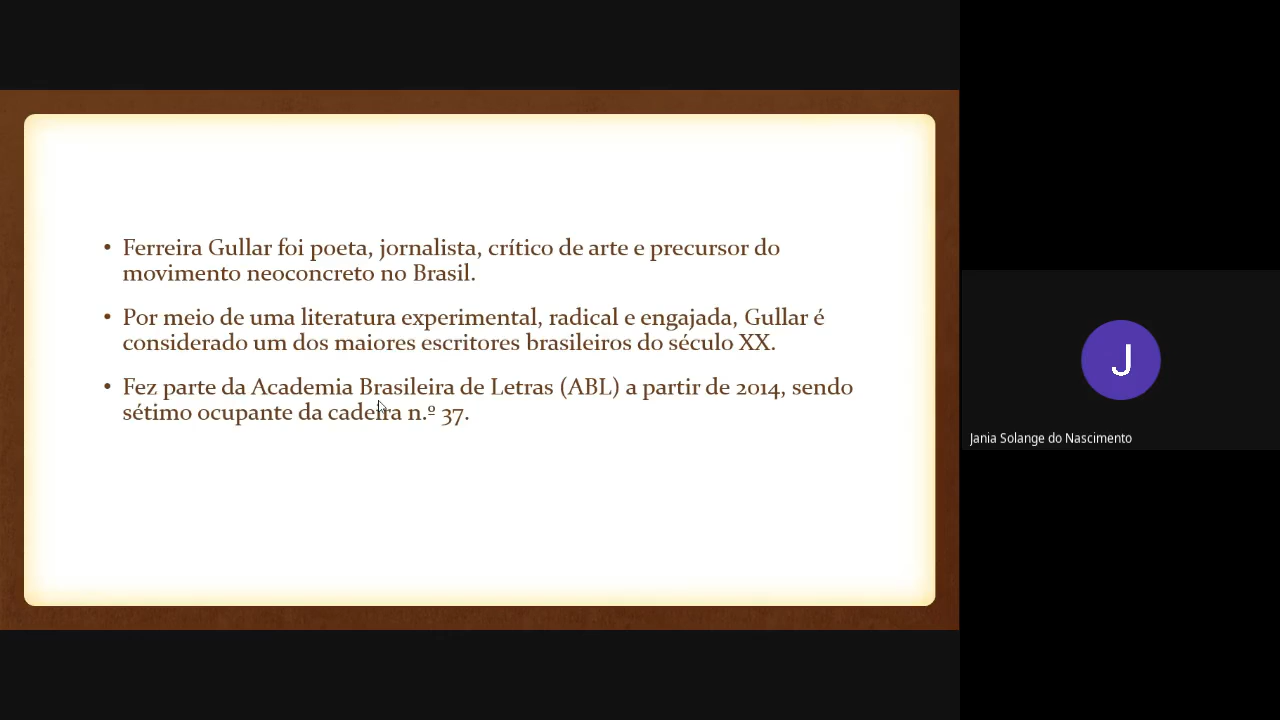 • Ferreira Gullar foi poeta, jornalista, crítico de arte e precursor do
movimento neoconcreto no Brasil.
• Por meio de uma literatura experimental, radical e engajada, Gullar é
considerado um dos maiores escritores brasileiros do século XX.
• Fez parte da Academia Brasileira de Letras (ABL) a partir de 2014, sendo
sétimo ocupante da cadeira n.º 37.
J
Jania Solange do Nascimento